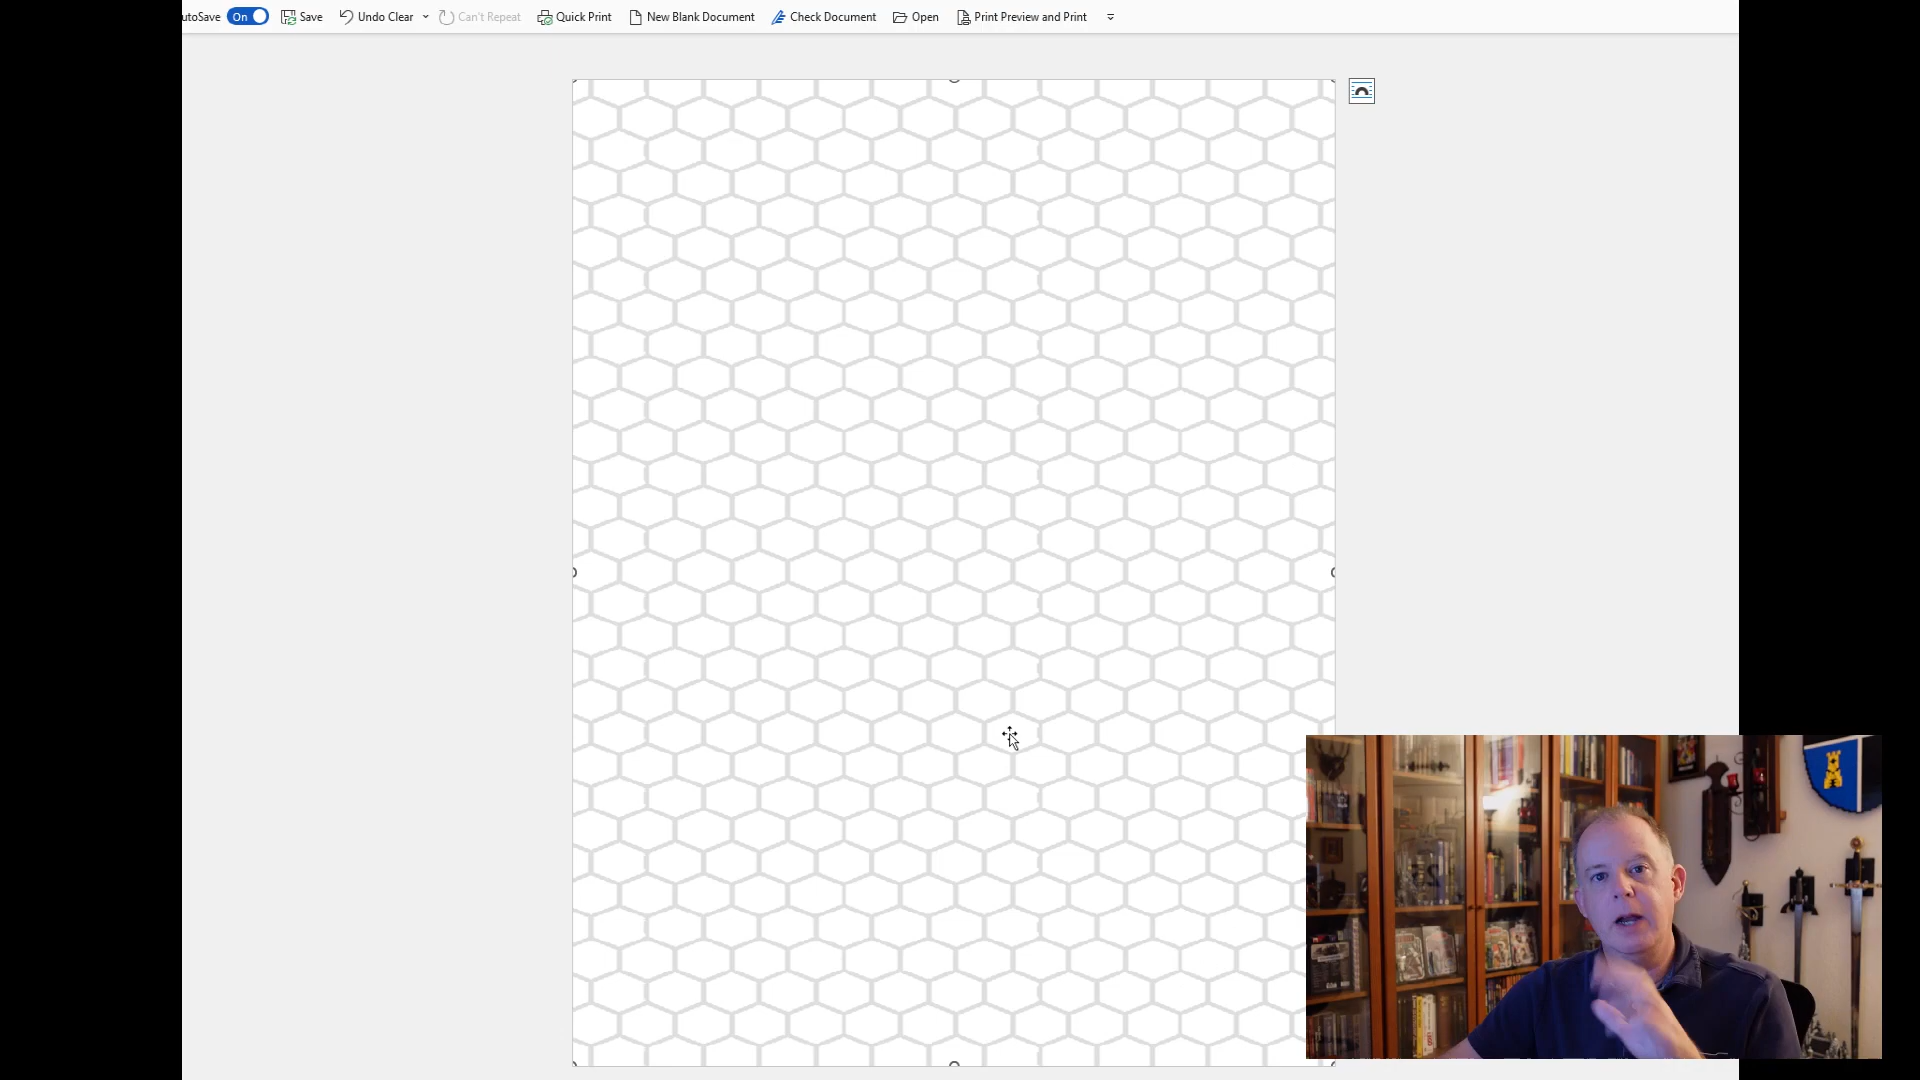 utoSave On Save Undo Clear Can't Repeat Quick Print New Blank Document Check Document Open Print Preview and Print